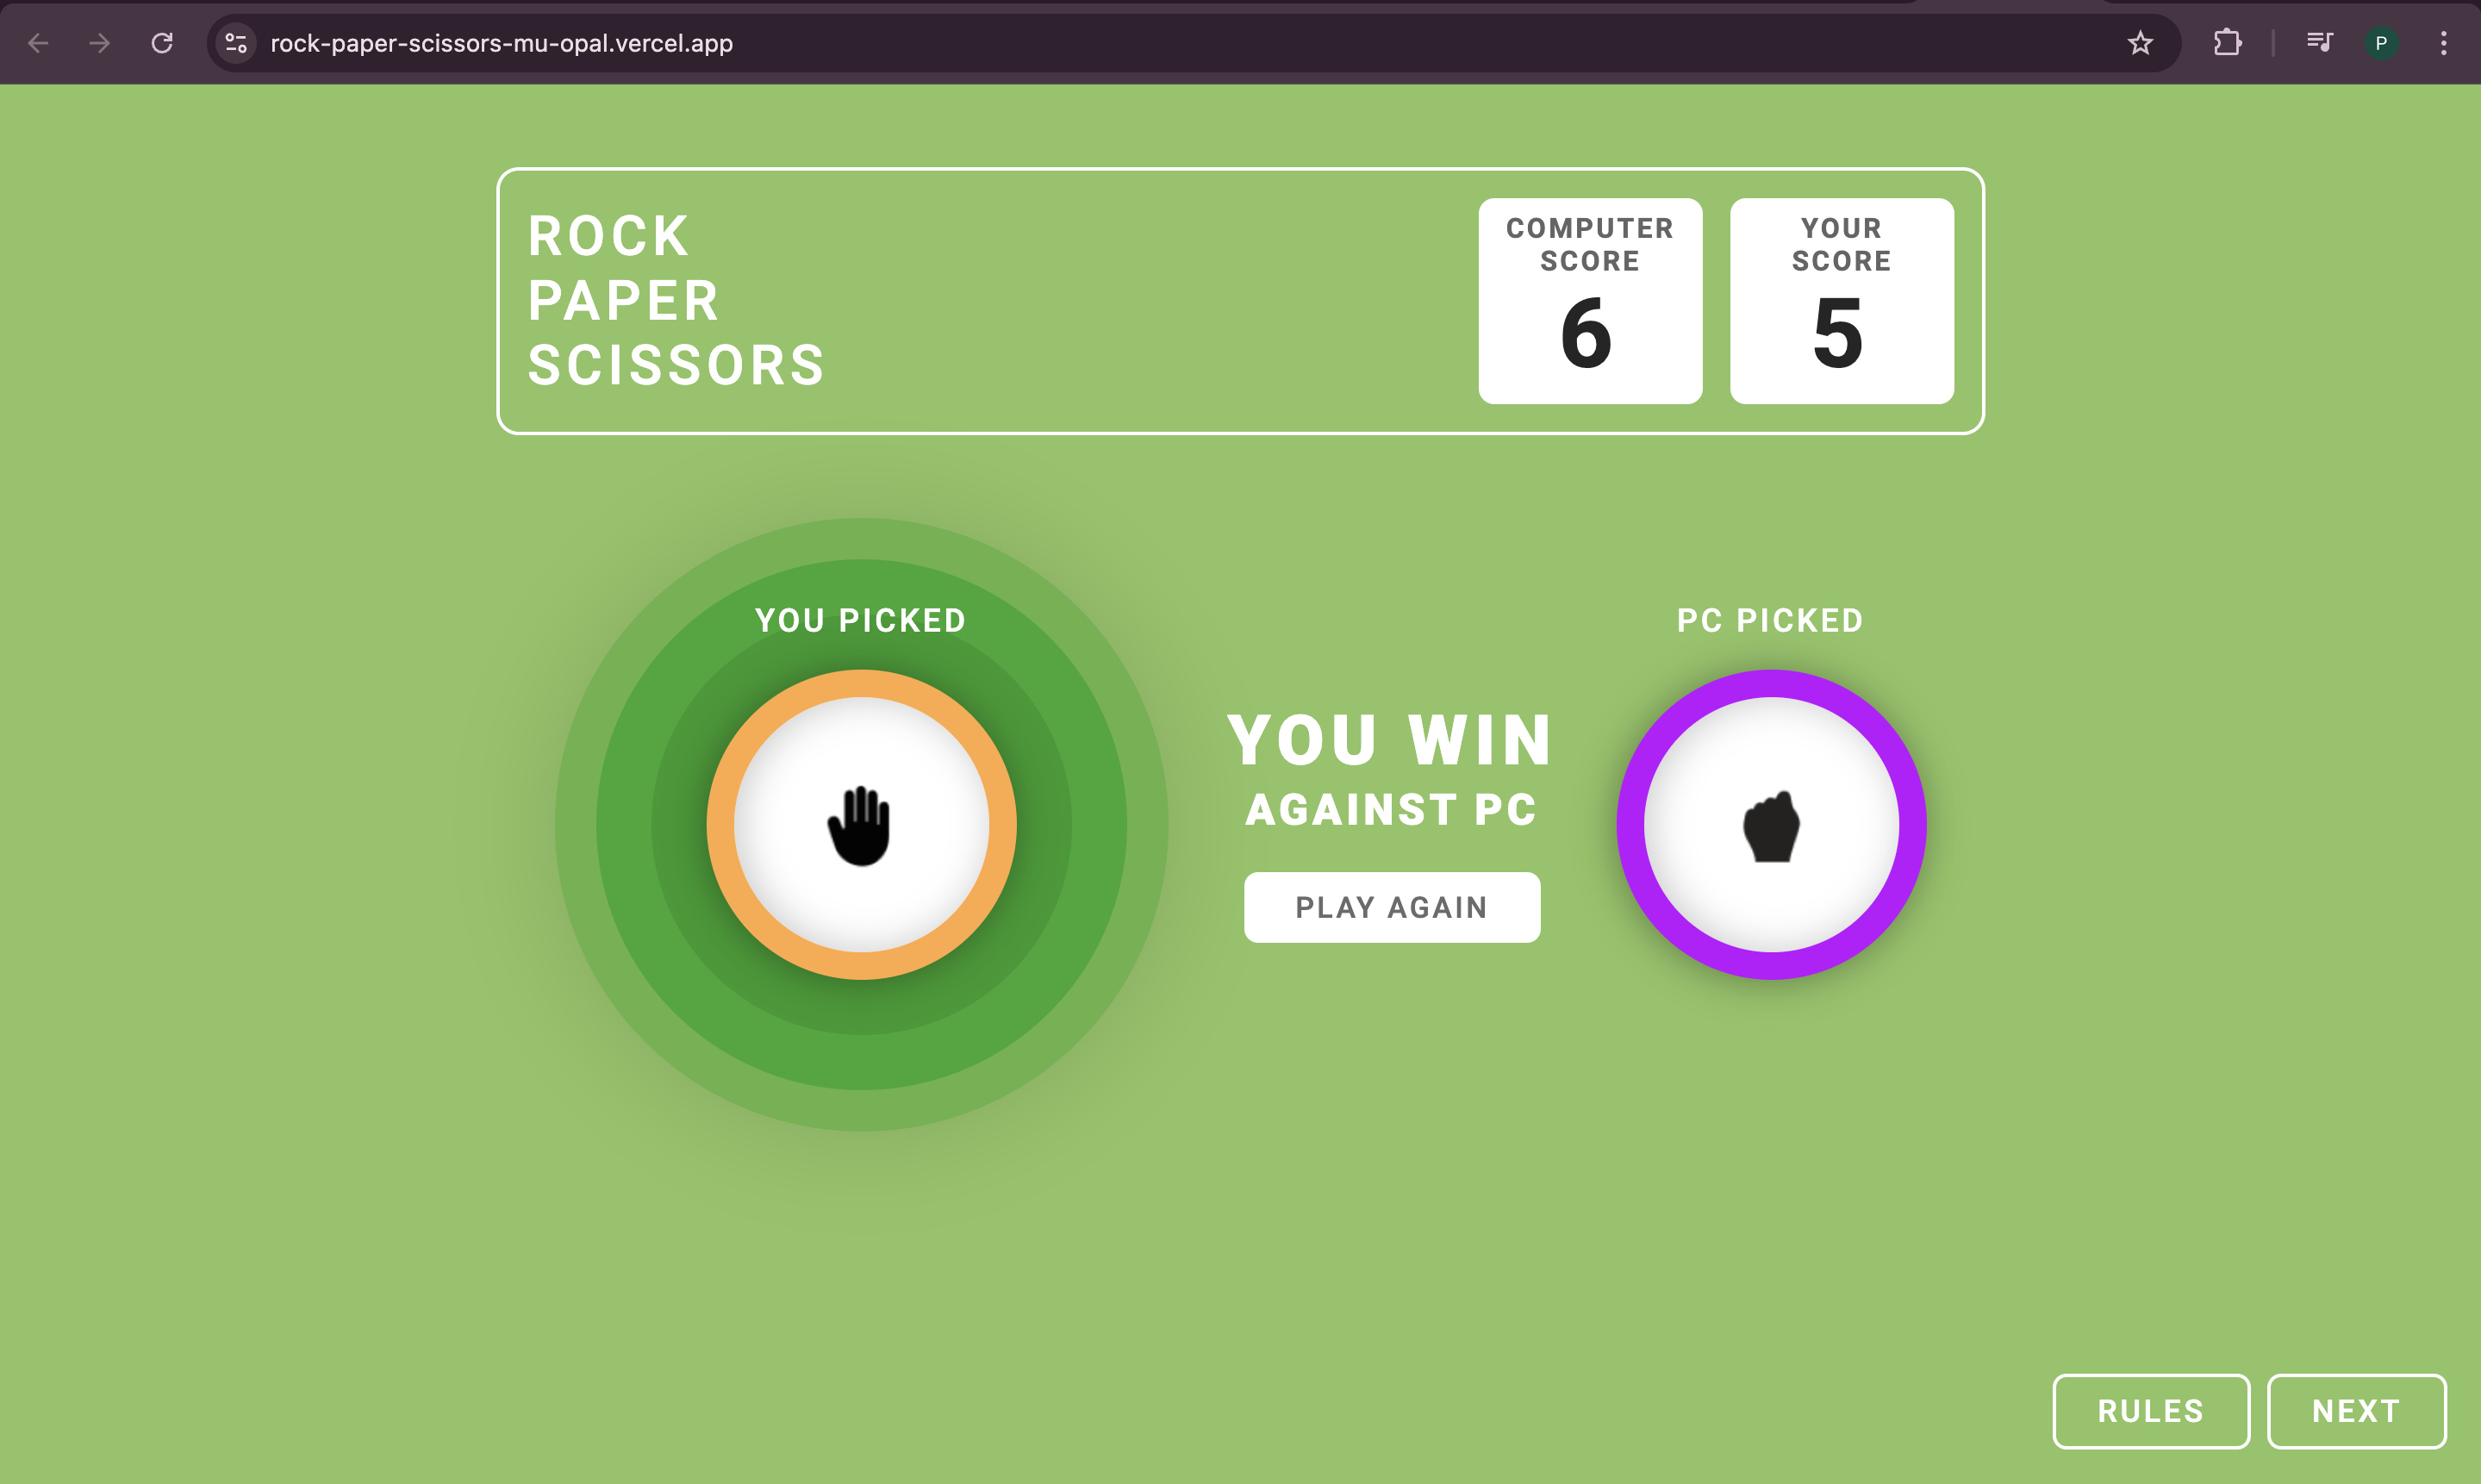 rock-paper-scissors-mu-opal.vercel.app
P
ROCK
PAPER
SCISSORS
COMPUTER
SCORE
6
YOUR
SCORE
5
YOU PICKED
PC PICKED
YOU WIN
AGAINST PC
PLAY AGAIN
RULES
NEXT